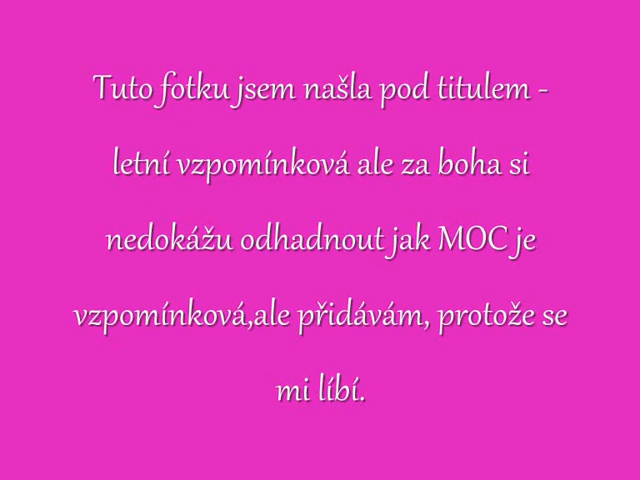 Tuto fotku jsem našla pod titulem -
letní vzpomínková ale za boha si
nedokážu odhadnout jak MOC je
vzpomínková,ale přidávám, protože se
mi líbí.